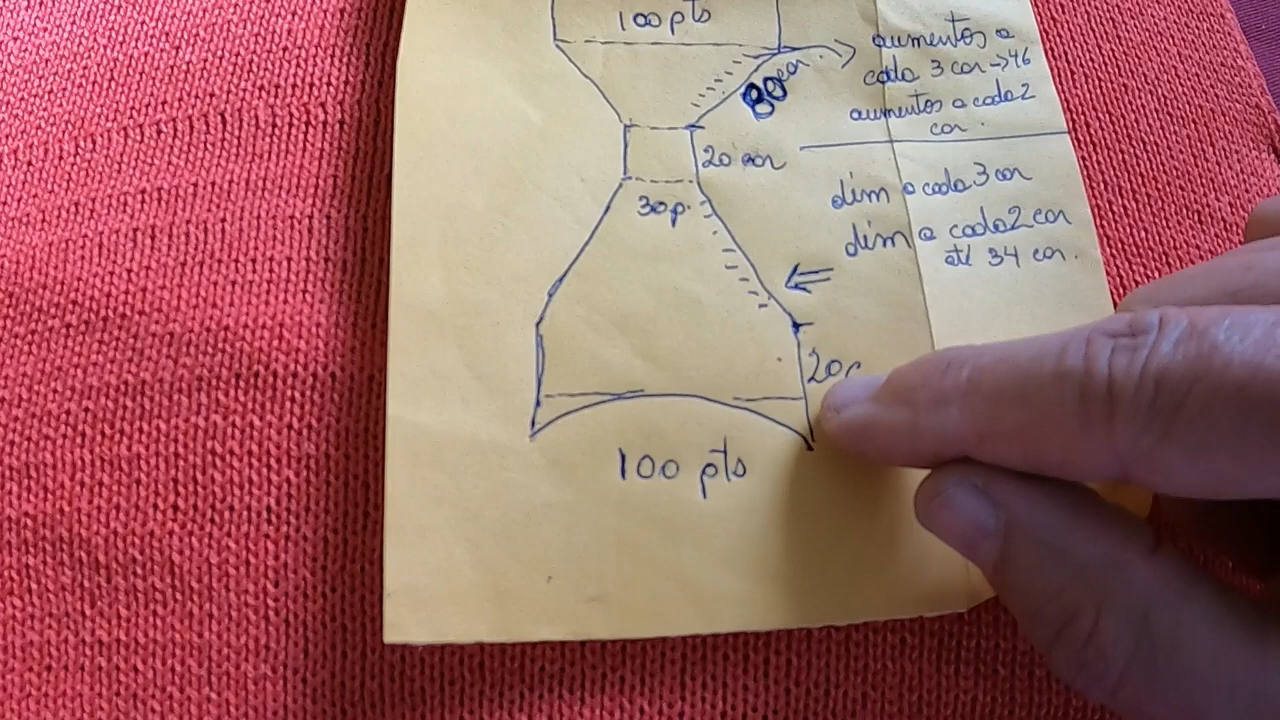 100 pts
aumentos a
cada 3 car → 46
aumentos a cada 2
car.
80 car.
20 car
30p.
dim a cada 3 car
dim a cada 2 car
até 34 car.
20c
100 pts